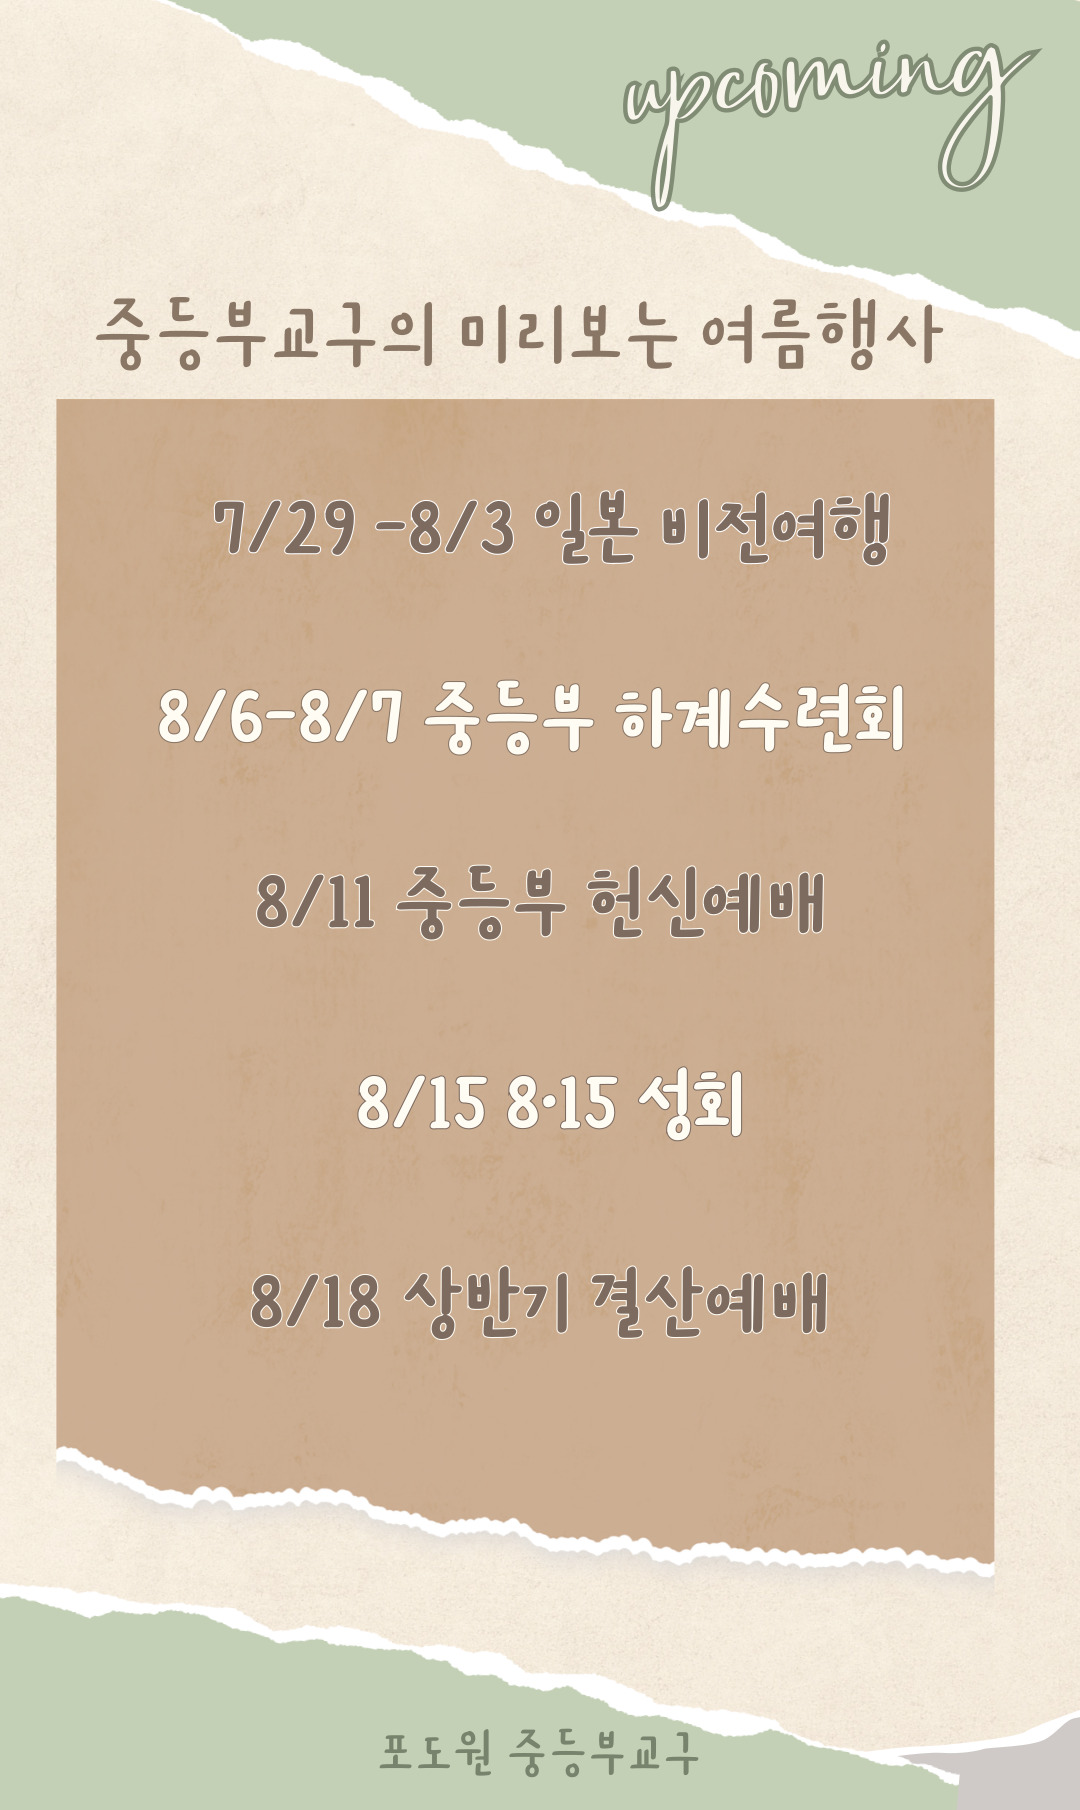 upcoming
중등부교구의 미리보는 여름행사
7/29 -8/3 일본 비전여행
8/6-8/7 중등부 하계수련회
8/11 중등부 헌신예배
8/15 8·15 성회
8/18 상반기 결산예배
포도원 중등부교구